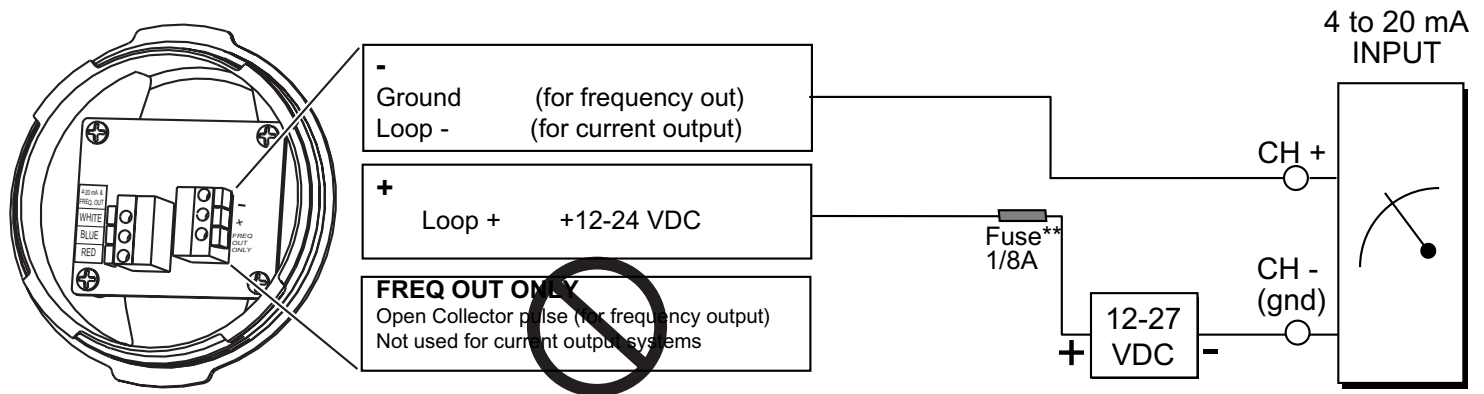 4-20 mA &
FREQ. OUT
WHITE
BLUE
RED
-
+
FREQ
OUT
ONLY
-
Ground (for frequency out)
Loop - (for current output)
+
Loop + +12-24 VDC
FREQ OUT ONLY
Open Collector pulse (for frequency output)
Not used for current output systems
Fuse**
1/8A
+
12-27
VDC
-
4 to 20 mA
INPUT
CH +
CH -
(gnd)